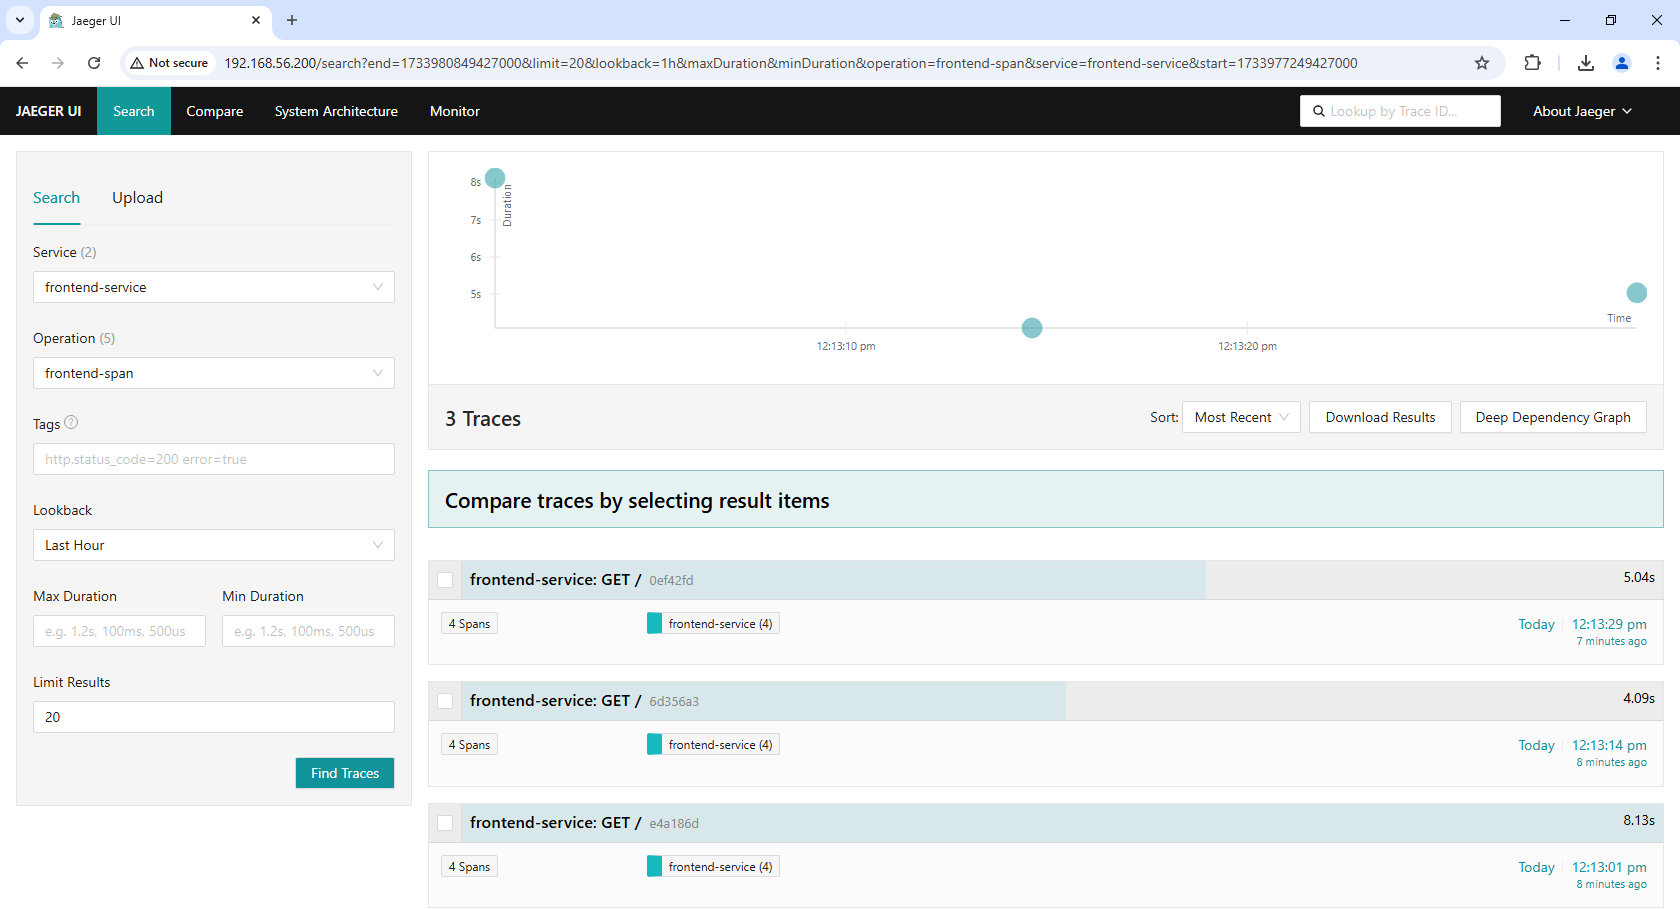 Jaeger UI
Not secure 192.168.56.200/search?end=1733980849427000&limit=20&lookback=1h&maxDuration&minDuration&operation=frontend-span&service=frontend-service&start=1733977249427000
JAEGER UI Search Compare System Architecture Monitor Lookup by Trace ID... About Jaeger
Search Upload
Service (2)
frontend-service
Operation (5)
frontend-span
Tags
http.status_code=200 error=true
Lookback
Last Hour
Max Duration Min Duration
e.g. 1.2s, 100ms, 500us e.g. 1.2s, 100ms, 500us
Limit Results
20
Find Traces
8s
7s
6s
5s
Duration
Time
12:13:10 pm 12:13:20 pm
3 Traces Sort: Most Recent Download Results Deep Dependency Graph
Compare traces by selecting result items
frontend-service: GET / 0ef42fd 5.04s
4 Spans frontend-service (4) Today 12:13:29 pm
7 minutes ago
frontend-service: GET / 6d356a3 4.09s
4 Spans frontend-service (4) Today 12:13:14 pm
8 minutes ago
frontend-service: GET / e4a186d 8.13s
4 Spans frontend-service (4) Today 12:13:01 pm
8 minutes ago